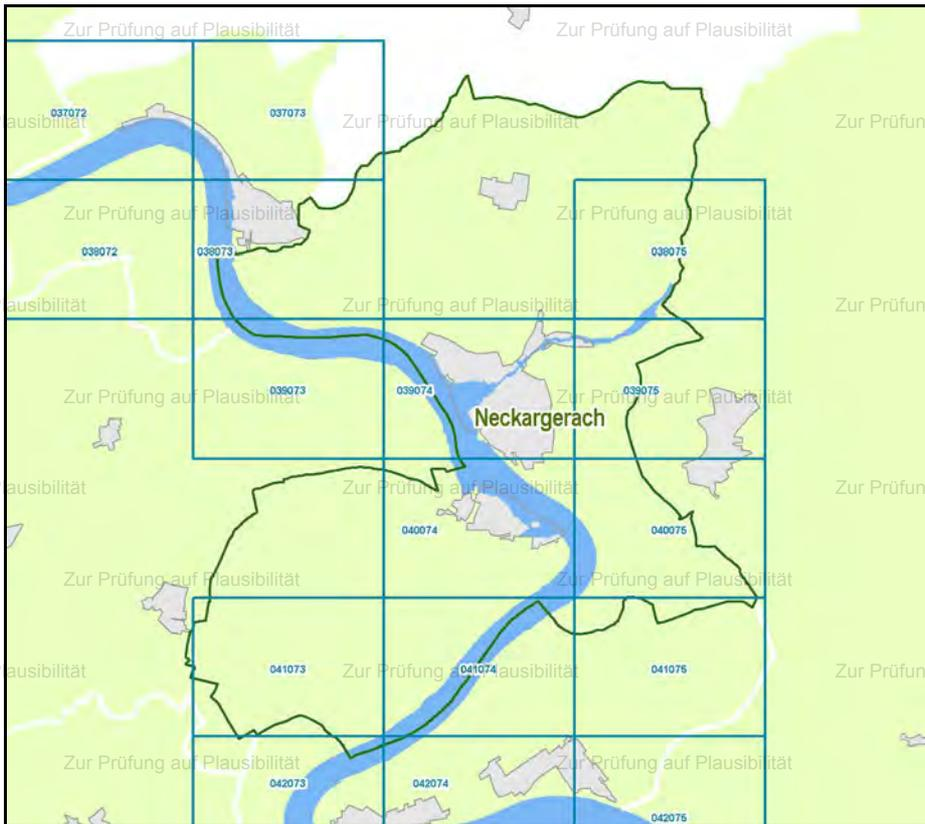 Zur Prüfung auf Plausibilität Zur Prüfung auf Plausibilität
037072 037073
ausibilität Zur Prüfung auf Plausibilität Zur Prüfun
Zur Prüfung auf Plausibilität Zur Prüfung auf Plausibilität
038072 038073 038075
ausibilität Zur Prüfung auf Plausibilität Zur Prüfun
039073 039074 039075
Zur Prüfung auf Plausibilität Zur Prüfung auf Plausibilität
Neckargerach
ausibilität Zur Prüfung auf Plausibilität Zur Prüfun
040074 040075
Zur Prüfung auf Plausibilität Zur Prüfung auf Plausibilität
041073 041074 041075
ausibilität Zur Prüfung auf Plausibilität Zur Prüfun
Zur Prüfung auf Plausibilität Zur Prüfung auf Plausibilität
042073 042074
042075